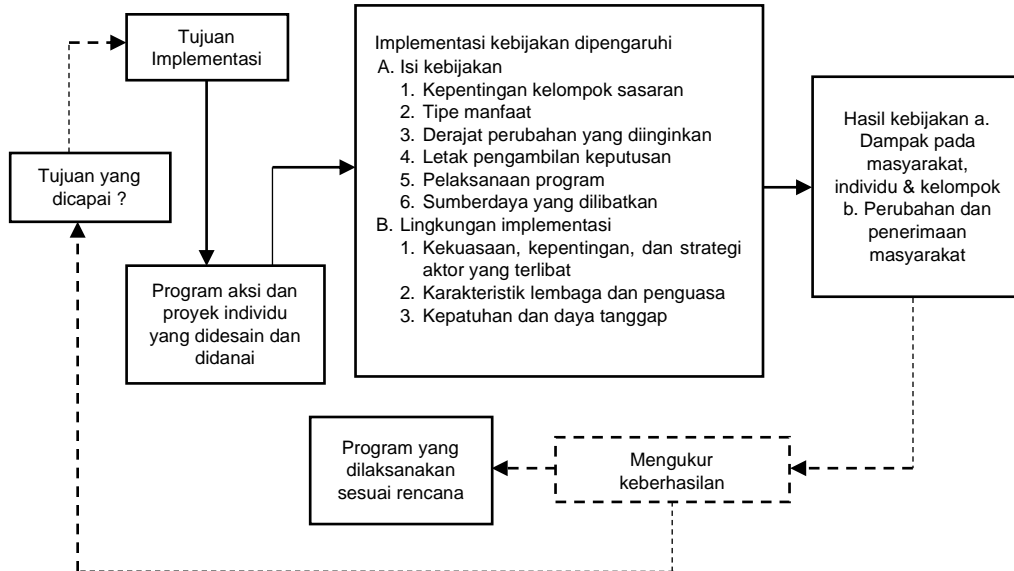 Tujuan
Implementasi
Tujuan yang
dicapai ?
Program aksi dan
proyek individu
yang didesain dan
didanai
Implementasi kebijakan dipengaruhi
A. Isi kebijakan
1. Kepentingan kelompok sasaran
2. Tipe manfaat
3. Derajat perubahan yang diinginkan
4. Letak pengambilan keputusan
5. Pelaksanaan program
6. Sumberdaya yang dilibatkan
B. Lingkungan implementasi
1. Kekuasaan, kepentingan, dan strategi
aktor yang terlibat
2. Karakteristik lembaga dan penguasa
3. Kepatuhan dan daya tanggap
Hasil kebijakan a.
Dampak pada
masyarakat,
individu & kelompok
b. Perubahan dan
penerimaan
masyarakat
Program yang
dilaksanakan
sesuai rencana
Mengukur
keberhasilan